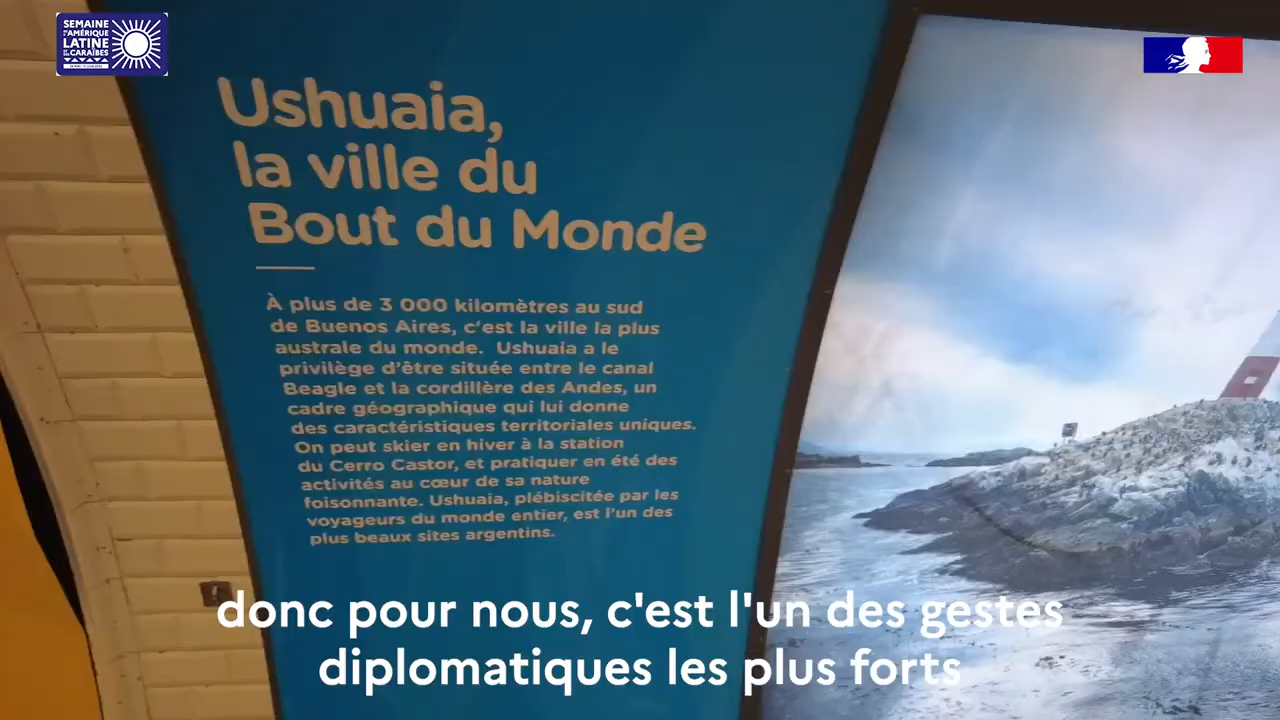 SEMAINE
DE L'AMÉRIQUE
LATINE
ET DES CARAÏBES
Ushuaia,
la ville du
Bout du Monde
À plus de 3 000 kilomètres au sud
de Buenos Aires, c'est la ville la plus
australe du monde. Ushuaia a le
privilège d'être située entre le canal
Beagle et la cordillère des Andes, un
cadre géographique qui lui donne
des caractéristiques territoriales uniques.
On peut skier en hiver à la station
du Cerro Castor, et pratiquer en été des
activités au cœur de sa nature
foisonnante. Ushuaia, plébiscitée par les
voyageurs du monde entier, est l'un des
plus beaux sites argentins.
donc pour nous, c'est l'un des gestes
diplomatiques les plus forts